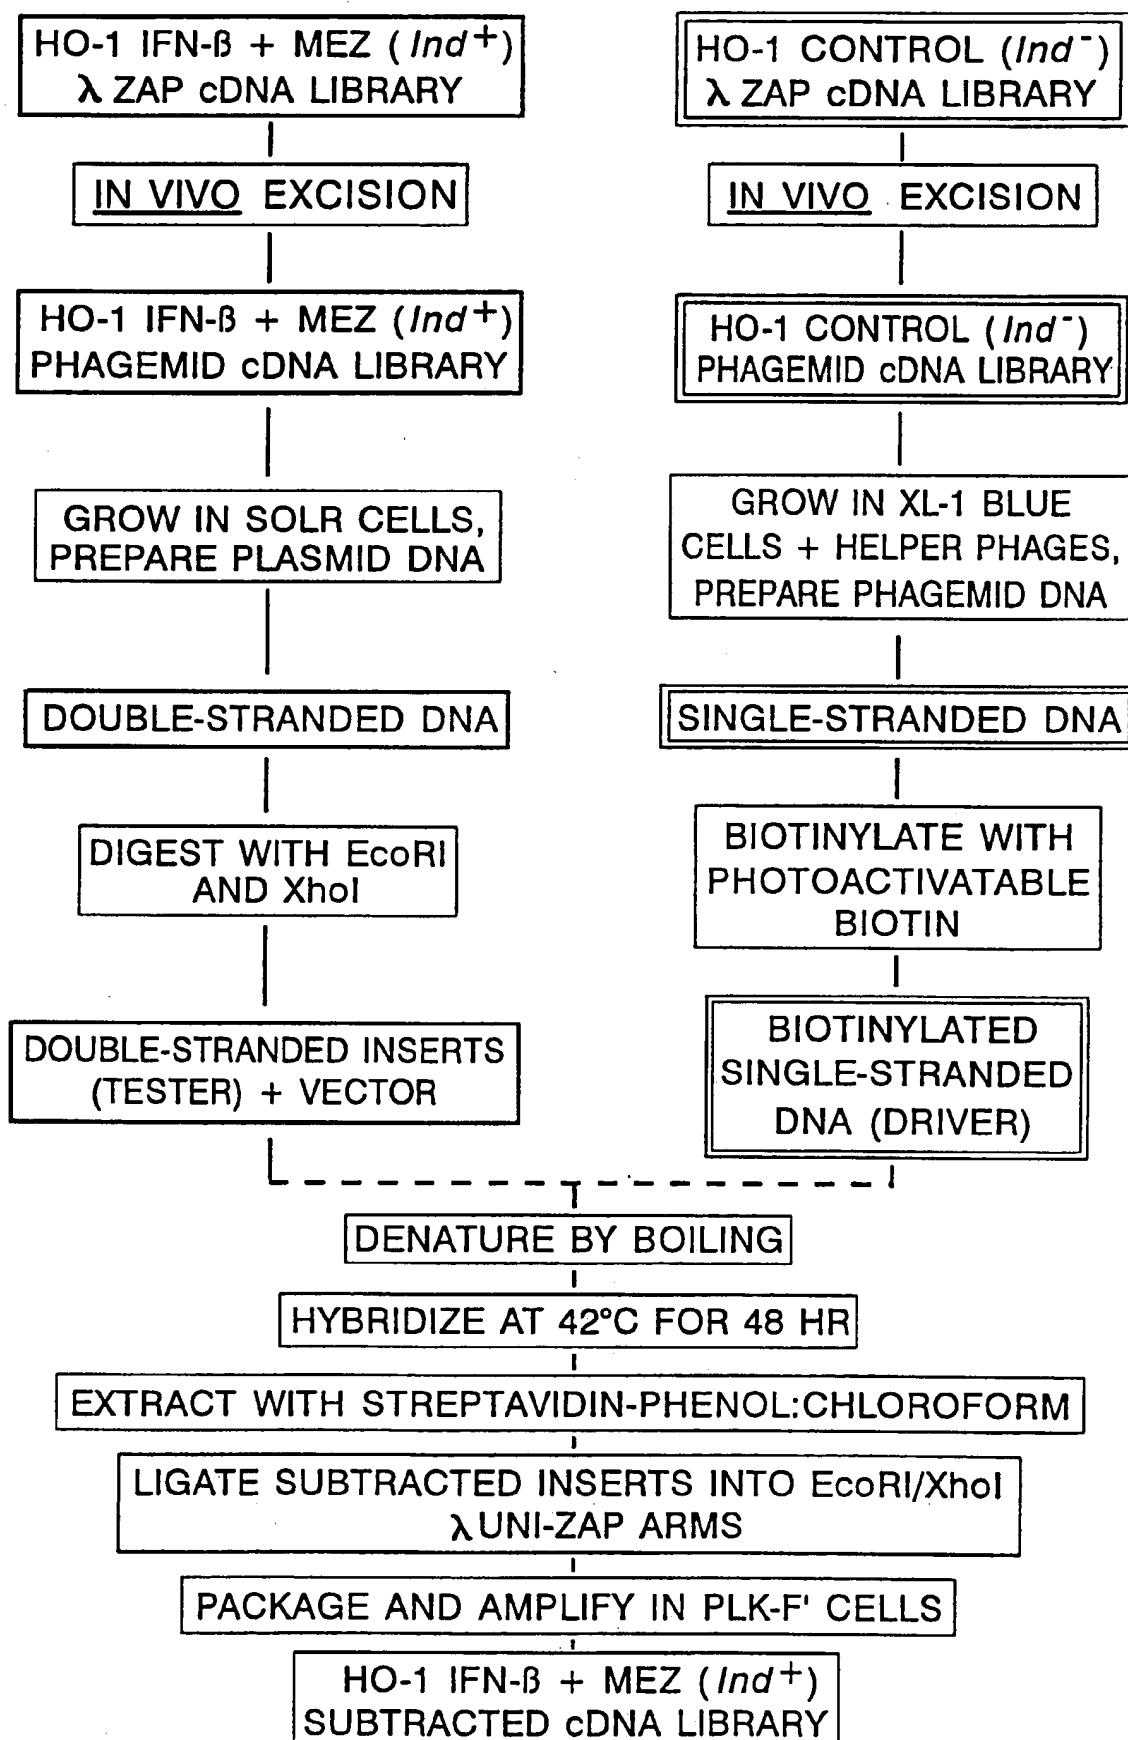 HO-1 IFN-ß + MEZ (Ind+)
λ ZAP cDNA LIBRARY
IN VIVO EXCISION
HO-1 IFN-ß + MEZ (Ind+)
PHAGEMID cDNA LIBRARY
GROW IN SOLR CELLS,
PREPARE PLASMID DNA
DOUBLE-STRANDED DNA
DIGEST WITH EcoRI
AND XhoI
DOUBLE-STRANDED INSERTS
(TESTER) + VECTOR
HO-1 CONTROL (Ind-)
λ ZAP cDNA LIBRARY
IN VIVO EXCISION
HO-1 CONTROL (Ind-)
PHAGEMID cDNA LIBRARY
GROW IN XL-1 BLUE
CELLS + HELPER PHAGES,
PREPARE PHAGEMID DNA
SINGLE-STRANDED DNA
BIOTINYLATE WITH
PHOTOACTIVATABLE
BIOTIN
BIOTINYLATED
SINGLE-STRANDED
DNA (DRIVER)
DENATURE BY BOILING
HYBRIDIZE AT 42°C FOR 48 HR
EXTRACT WITH STREPTAVIDIN-PHENOL:CHLOROFORM
LIGATE SUBTRACTED INSERTS INTO EcoRI/XhoI
λ UNI-ZAP ARMS
PACKAGE AND AMPLIFY IN PLK-F' CELLS
HO-1 IFN-ß + MEZ (Ind+)
SUBTRACTED cDNA LIBRARY